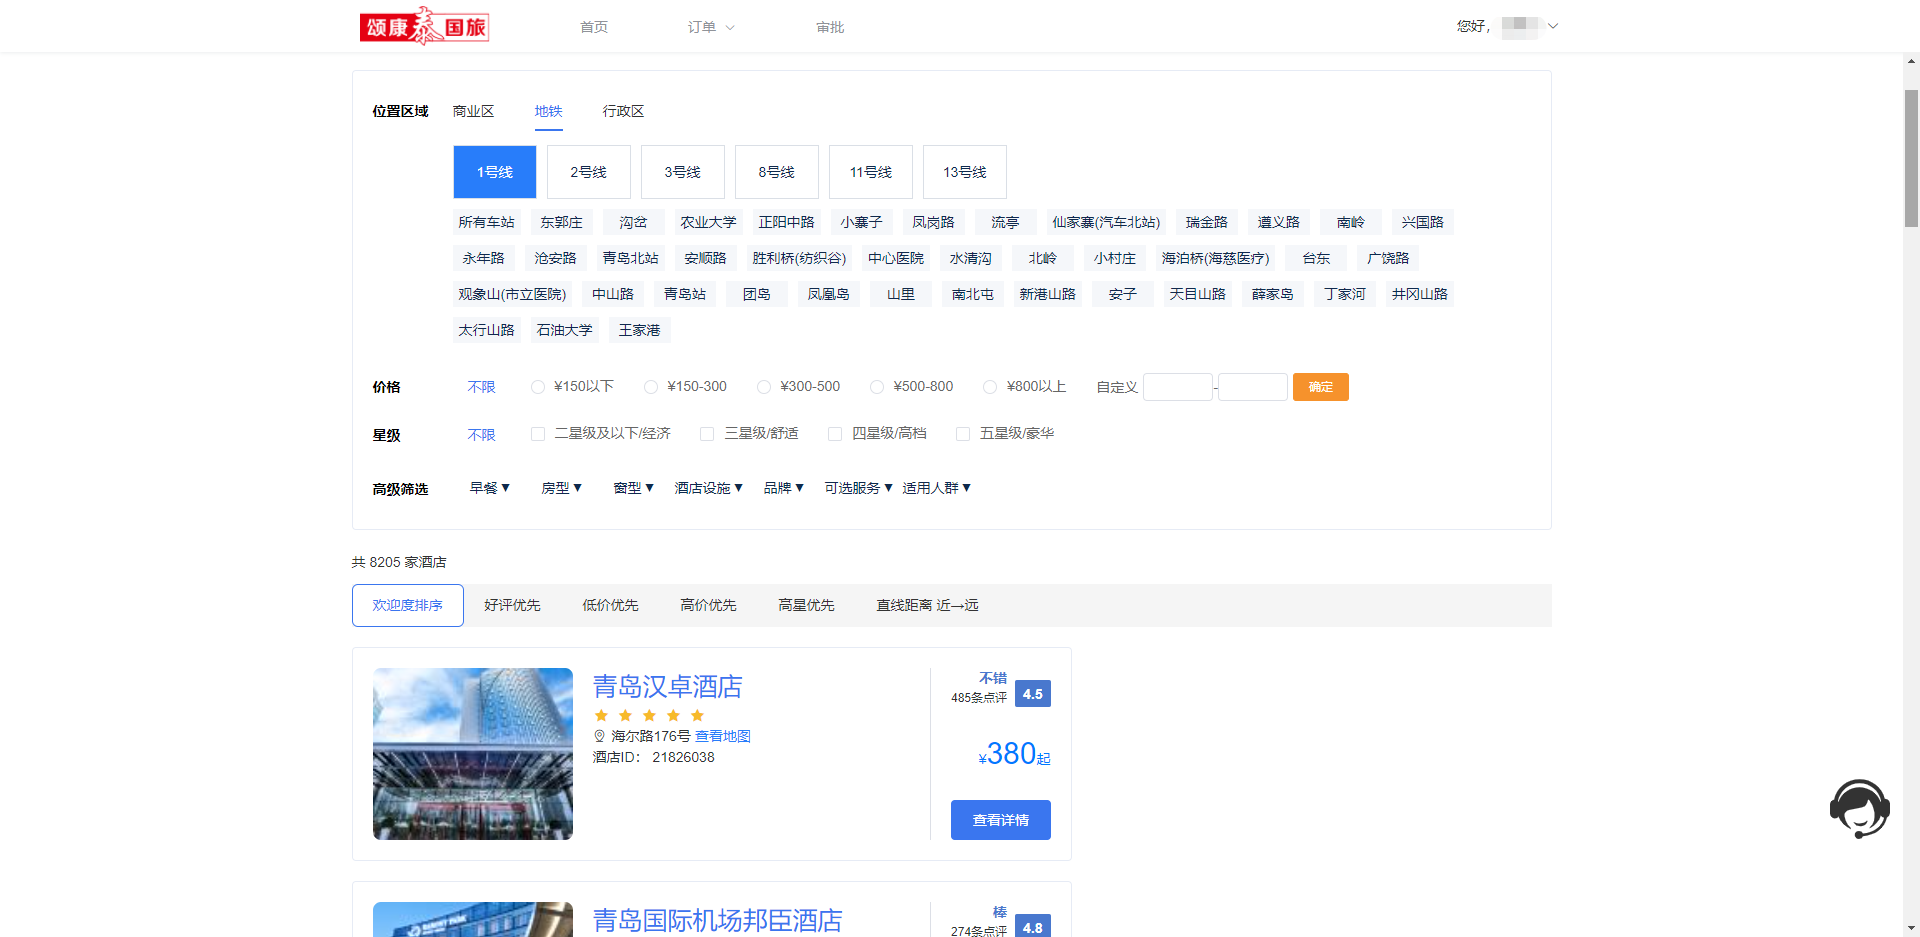 颂康泰国旅 首页 订单 审批 您好,
位置区域 商业区 地铁 行政区
1号线 2号线 3号线 8号线 11号线 13号线
所有车站 东郭庄 沟岔 农业大学 正阳中路 小寨子 凤岗路 流亭 仙家寨(汽车北站) 瑞金路 遵义路 南岭 兴国路
永年路 沧安路 青岛北站 安顺路 胜利桥(纺织谷) 中心医院 水清沟 北岭 小村庄 海泊桥(海慈医疗) 台东 广饶路
观象山(市立医院) 中山路 青岛站 团岛 凤凰岛 山里 南北屯 新港山路 安子 天目山路 薛家岛 丁家河 井冈山路
太行山路 石油大学 王家港
价格 不限 ¥150以下 ¥150-300 ¥300-500 ¥500-800 ¥800以上 自定义 - 确定
星级 不限 二星级及以下/经济 三星级/舒适 四星级/高档 五星级/豪华
高级筛选 早餐▼ 房型▼ 窗型▼ 酒店设施▼ 品牌▼ 可选服务▼ 适用人群▼
共 8205 家酒店
欢迎度排序 好评优先 低价优先 高价优先 高星优先 直线距离 近→远
青岛汉卓酒店
海尔路176号 查看地图
酒店ID： 21826038
不错
485条点评 4.5
¥380起
查看详情
青岛国际机场邦臣酒店
棒
274条点评 4.8